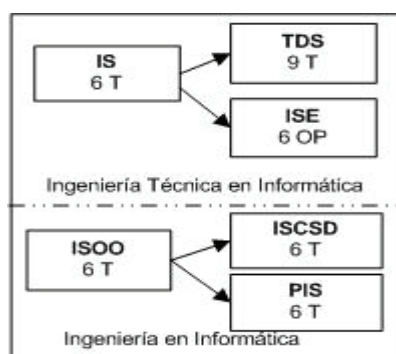 IS
6 T
TDS
9 T
ISE
6 OP
Ingeniería Técnica en Informática
ISOO
6 T
ISCSD
6 T
PIS
6 T
Ingeniería en Informática